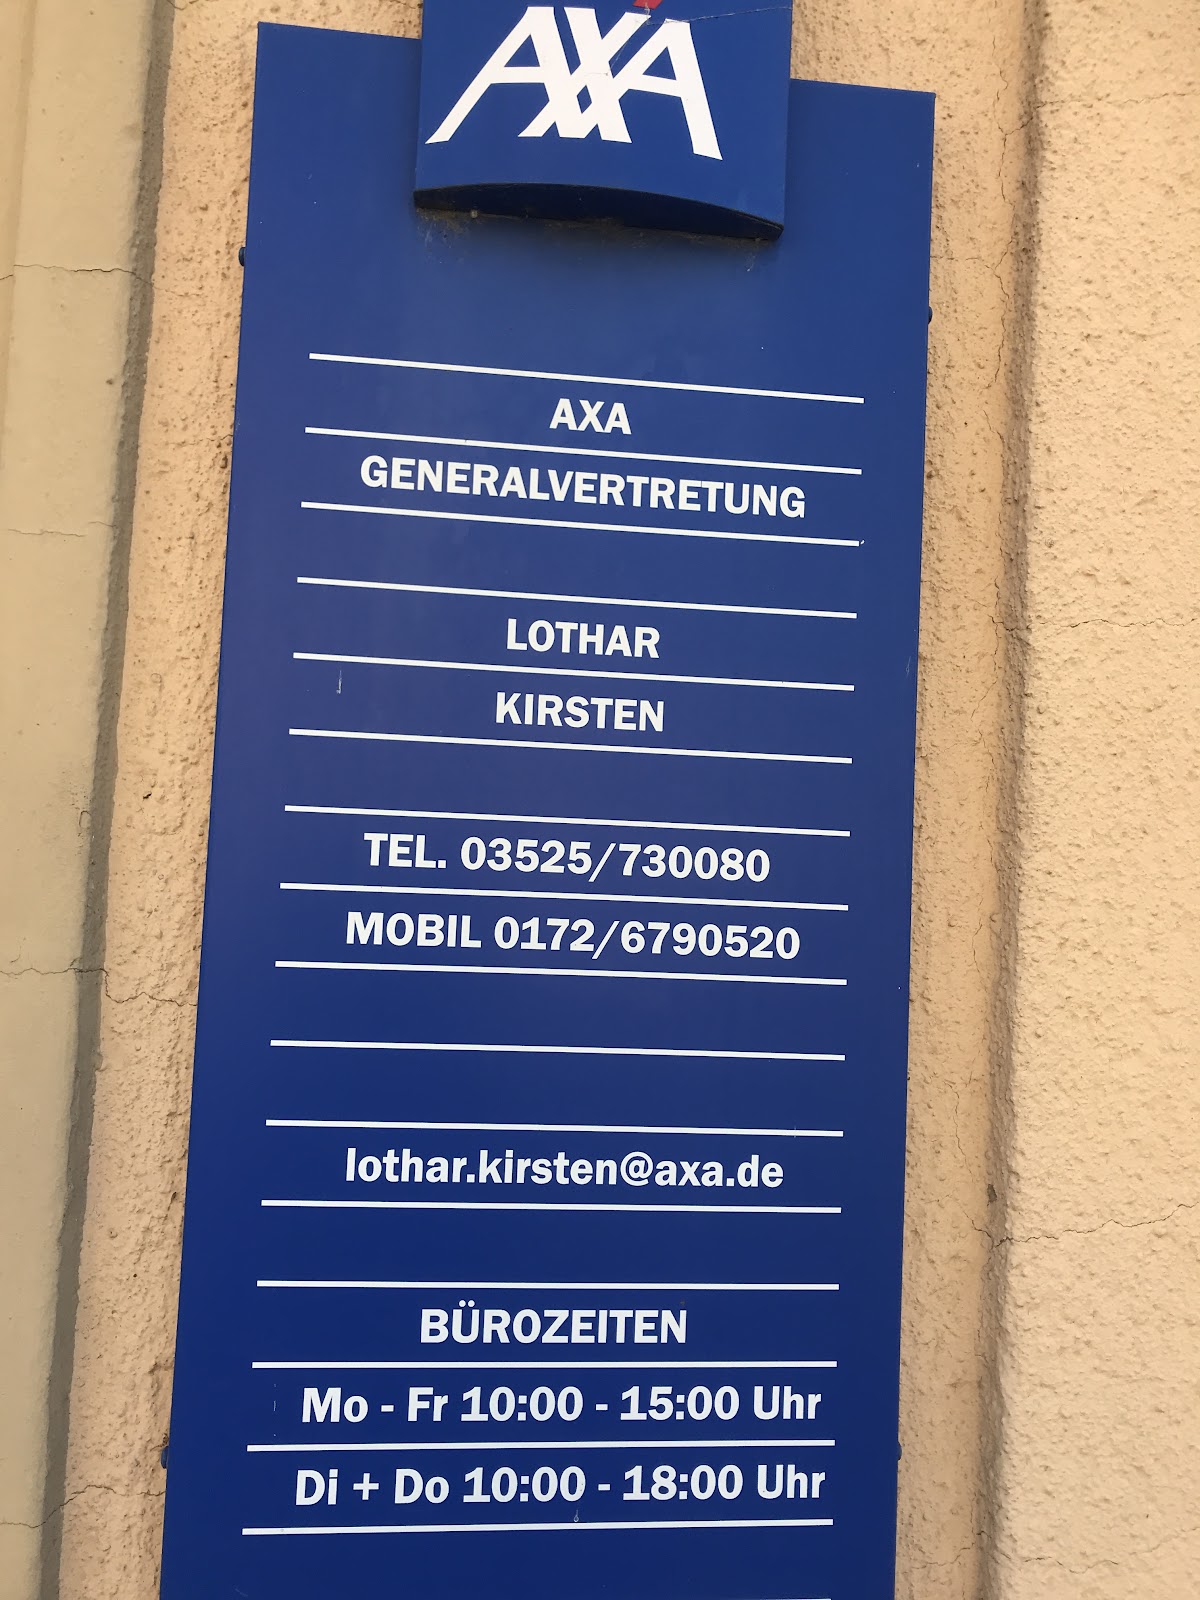 AXA
AXA
GENERALVERTRETUNG
LOTHAR
KIRSTEN
TEL. 03525/730080
MOBIL 0172/6790520
lothar.kirsten@axa.de
BÜROZEITEN
Mo - Fr 10:00 - 15:00 Uhr
Di + Do 10:00 - 18:00 Uhr